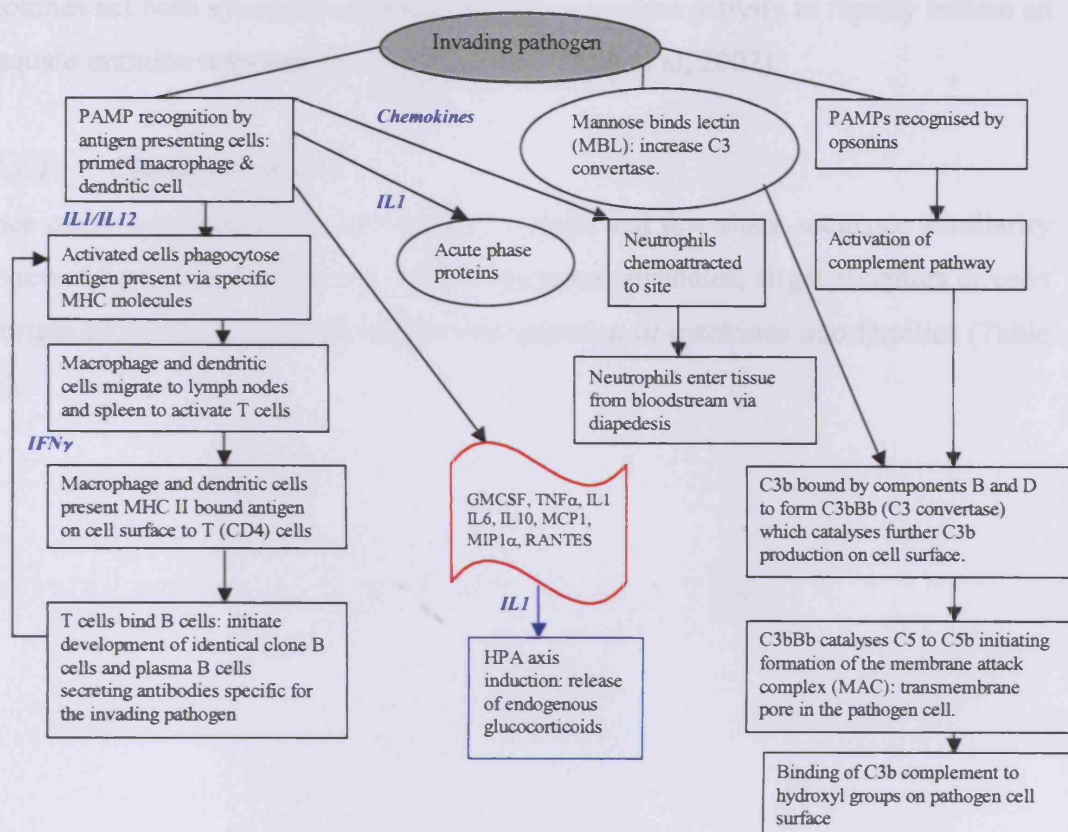 Invading pathogen
PAMP recognition by
antigen presenting cells:
primed macrophage &
dendritic cell
Chemokines
Mannose binds lectin
(MBL): increase C3
convertase.
PAMPs recognised by
opsonins
IL1/IL12
IL1
Activated cells phagocytose
antigen present via specific
MHC molecules
Acute phase
proteins
Neutrophils
chemoattracted
to site
Activation of
complement pathway
Macrophage and dendritic
cells migrate to lymph nodes
and spleen to activate T cells
Neutrophils enter tissue
from bloodstream via
diapedesis
IFNγ
Macrophage and dendritic cells
present MHC II bound antigen
on cell surface to T (CD4) cells
GMCSF, TNFα, IL1
IL6, IL10, MCP1,
MIP1α, RANTES
C3b bound by components B and D
to form C3bBb (C3 convertase)
which catalyses further C3b
production on cell surface.
IL1
T cells bind B cells: initiate
development of identical clone B
cells and plasma B cells
secreting antibodies specific for
the invading pathogen
HPA axis
induction: release
of endogenous
glucocorticoids
C3bBb catalyses C5 to C5b initiating
formation of the membrane attack
complex (MAC): transmembrane
pore in the pathogen cell.
Binding of C3b complement to
hydroxyl groups on pathogen cell
surface